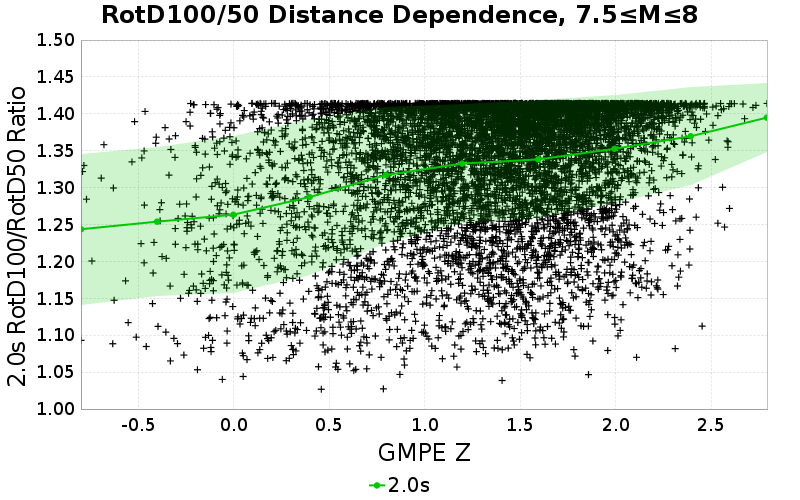 RotD100/50 Distance Dependence, 7.5≤M≤8
2.0s RotD100/RotD50 Ratio
1.50
1.45
1.40
1.35
1.30
1.25
1.20
1.15
1.10
1.05
1.00
-0.5 0.0 0.5 1.0 1.5 2.0 2.5
GMPE Z
2.0s